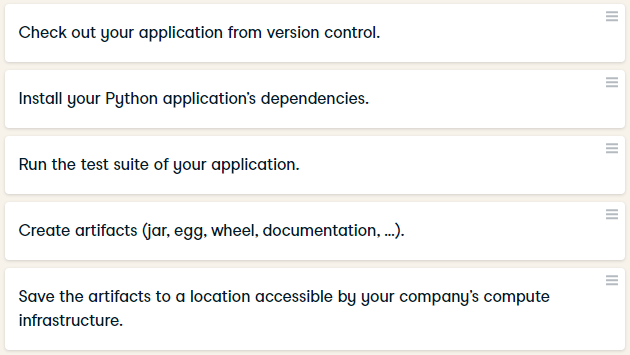 Check out your application from version control.
Install your Python application's dependencies.
Run the test suite of your application.
Create artifacts (jar, egg, wheel, documentation, ...).
Save the artifacts to a location accessible by your company's compute
infrastructure.